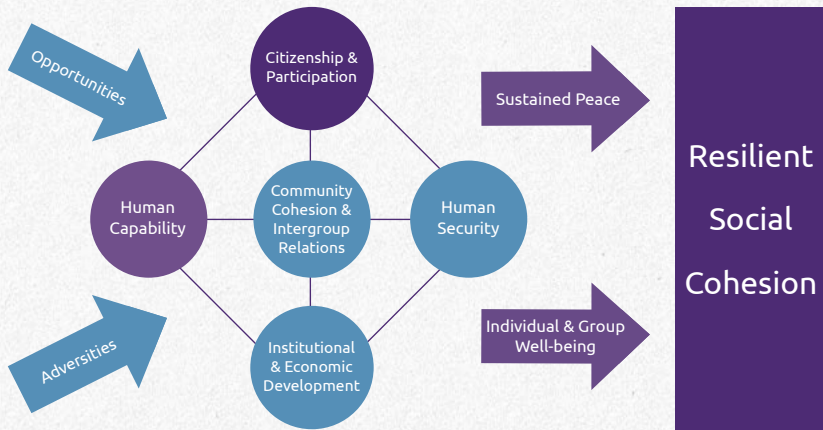 Opportunities
Citizenship &
Participation
Sustained Peace
Human
Capability
Community
Cohesion &
Intergroup
Relations
Human
Security
Resilient
Social
Cohesion
Adversities
Institutional
& Economic
Development
Individual & Group
Well-being